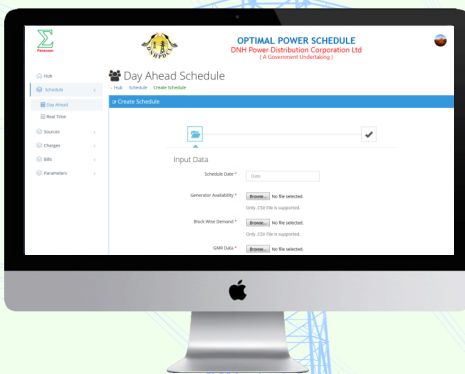 OPTIMAL POWER SCHEDULE
DNH Power Distribution Corporation Ltd
( A Government Undertaking )
Day Ahead Schedule
Hub Schedule Create Schedule
Hub
Schedule
Day Ahead
Real Time
Sources
Charges
Bills
Parameters
or Create Schedule
Input Data
Schedule Date *
Date
Generator Availability *
Browse... No file selected.
Only .CSV File is supported.
Block Wise Demand *
Browse... No file selected.
Only .CSV File is supported.
GMR Data *
Browse... No file selected.